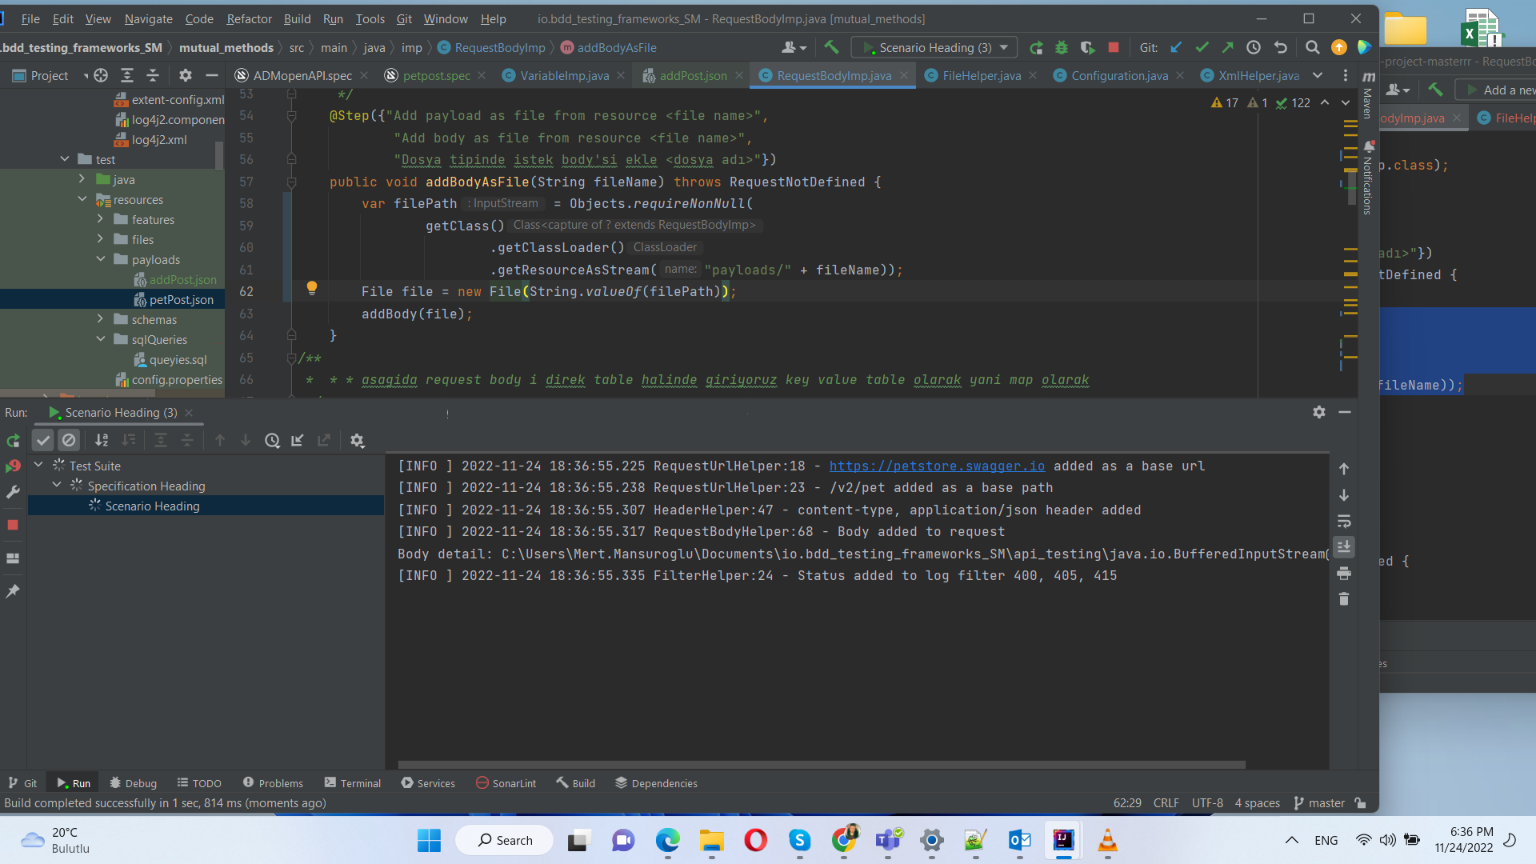 File Edit View Navigate Code Refactor Build Run Tools Git Window Help io.bdd_testing_frameworks_SM - RequestBodyImp.java [mutual_methods]
.bdd_testing_frameworks_SM mutual_methods src main java imp RequestBodyImp addBodyAsFile Scenario Heading (3) Git:
Project ADMopenAPI.spec petpost.spec VariableImp.java addPost.json RequestBodyImp.java FileHelper.java Configuration.java XmlHelper.java
extent-config.xml
log4j2.componen
log4j2.xml
test
java
resources
features
files
payloads
addPost.json
petPost.json
schemas
sqlQueries
queyies.sql
config.properties
17 1 122
53 */
54 @Step({"Add payload as file from resource <file name>",
55 "Add body as file from resource <file name>",
56 "Dosya tipinde istek body'si ekle <dosya adı>"})
57 public void addBodyAsFile(String fileName) throws RequestNotDefined {
58 var filePath : InputStream = Objects.requireNonNull(
59 getClass() Class<capture of ? extends RequestBodyImp>
60 .getClassLoader() ClassLoader
61 .getResourceAsStream( name: "payloads/" + fileName));
62 File file = new File(String.valueOf(filePath));
63 addBody(file);
64 }
65 /**
66 * * * asagida request body i direk table halinde giriyoruz key value table olarak yani map olarak
Maven
Notifications
-project-masterrr - RequestBo
Add a new
odyImp.java FileHelp
p.class);
adı>"})
tDefined {
fileName));
ed {
es
Run: Scenario Heading (3)
Test Suite
Specification Heading
Scenario Heading
[INFO ] 2022-11-24 18:36:55.225 RequestUrlHelper:18 - https://petstore.swagger.io added as a base url
[INFO ] 2022-11-24 18:36:55.238 RequestUrlHelper:23 - /v2/pet added as a base path
[INFO ] 2022-11-24 18:36:55.307 HeaderHelper:47 - content-type, application/json header added
[INFO ] 2022-11-24 18:36:55.317 RequestBodyHelper:68 - Body added to request
Body detail: C:\Users\Mert.Mansuroglu\Documents\io.bdd_testing_frameworks_SM\api_testing\java.io.BufferedInputStream@
[INFO ] 2022-11-24 18:36:55.335 FilterHelper:24 - Status added to log filter 400, 405, 415
Git Run Debug TODO Problems Terminal Services SonarLint Build Dependencies
Build completed successfully in 1 sec, 814 ms (moments ago) 62:29 CRLF UTF-8 4 spaces master
20°C
Bulutlu
Search
ENG
6:36 PM
11/24/2022